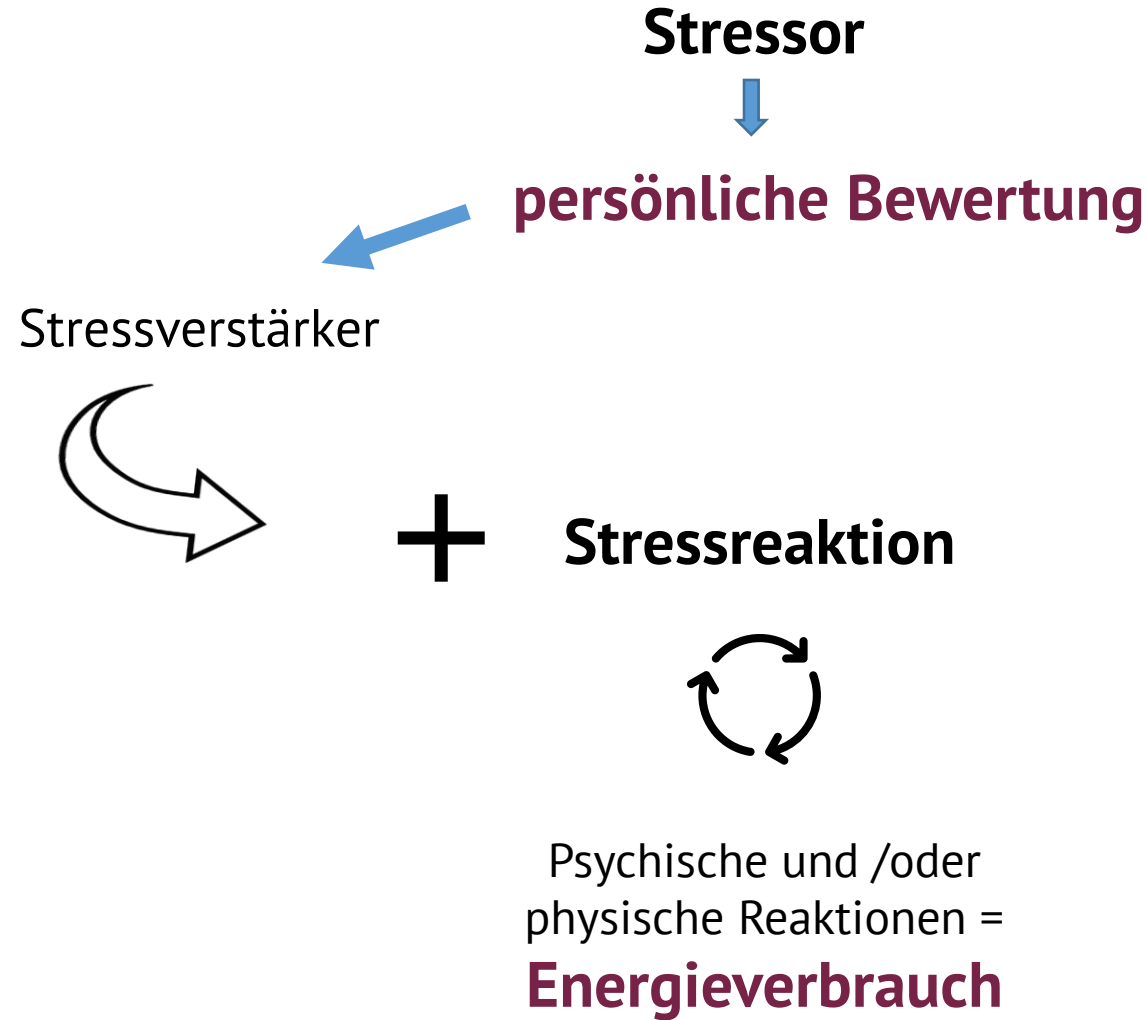 Stressor
persönliche Bewertung
Stressverstärker
+
Stressreaktion
Psychische und /oder
physische Reaktionen =
Energieverbrauch